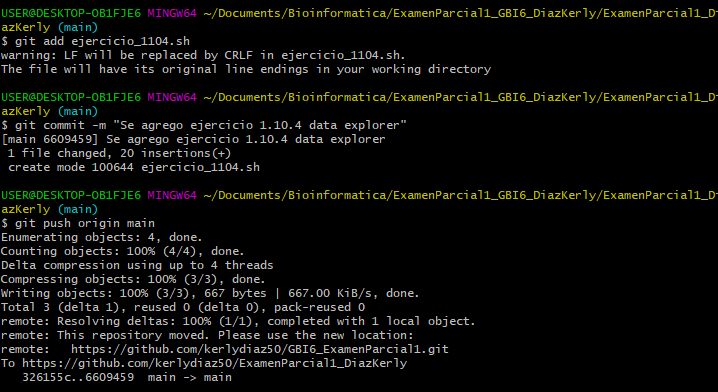 USER@DESKTOP-OB1FJE6 MINGW64 ~/Documents/Bioinformatica/ExamenParcial1_GBI6_DiazKerly/ExamenParcial1_Di
azKerly (main)
$ git add ejercicio_1104.sh
warning: LF will be replaced by CRLF in ejercicio_1104.sh.
The file will have its original line endings in your working directory
USER@DESKTOP-OB1FJE6 MINGW64 ~/Documents/Bioinformatica/ExamenParcial1_GBI6_DiazKerly/ExamenParcial1_Di
azKerly (main)
$ git commit -m "Se agrego ejercicio 1.10.4 data explorer"
[main 6609459] Se agrego ejercicio 1.10.4 data explorer
1 file changed, 20 insertions(+)
create mode 100644 ejercicio_1104.sh
USER@DESKTOP-OB1FJE6 MINGW64 ~/Documents/Bioinformatica/ExamenParcial1_GBI6_DiazKerly/ExamenParcial1_Di
azKerly (main)
$ git push origin main
Enumerating objects: 4, done.
Counting objects: 100% (4/4), done.
Delta compression using up to 4 threads
Compressing objects: 100% (3/3), done.
Writing objects: 100% (3/3), 667 bytes | 667.00 KiB/s, done.
Total 3 (delta 1), reused 0 (delta 0), pack-reused 0
remote: Resolving deltas: 100% (1/1), completed with 1 local object.
remote: This repository moved. Please use the new location:
remote:   https://github.com/kerlydiaz50/GBI6_ExamenParcial1.git
To https://github.com/kerlydiaz50/ExamenParcial1_DiazKerly
326155c..6609459  main -> main